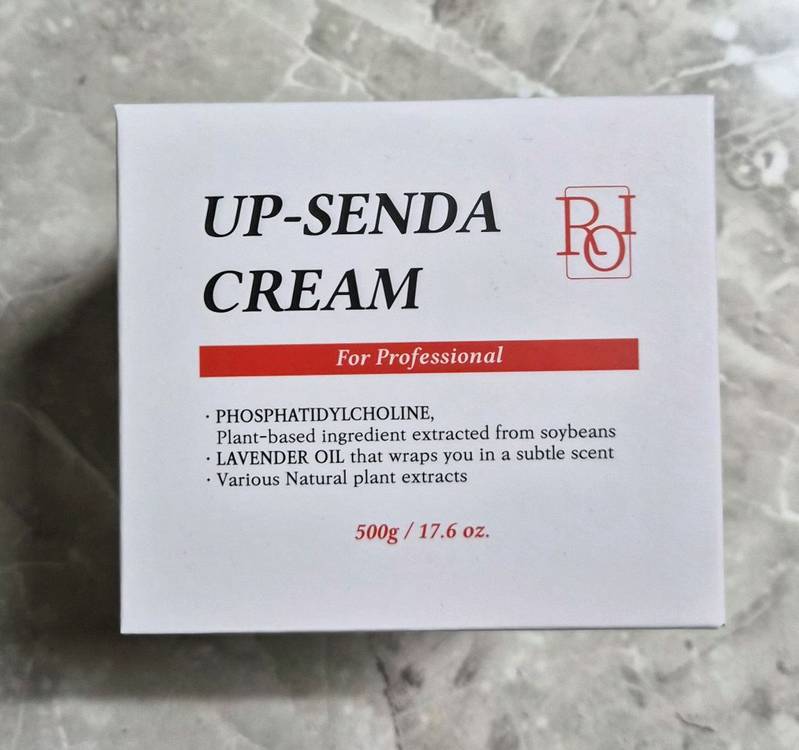 UP-SENDA
CREAM
ROI
For Professional
· PHOSPHATIDYLCHOLINE,
Plant-based ingredient extracted from soybeans
· LAVENDER OIL that wraps you in a subtle scent
· Various Natural plant extracts
500g / 17.6 oz.